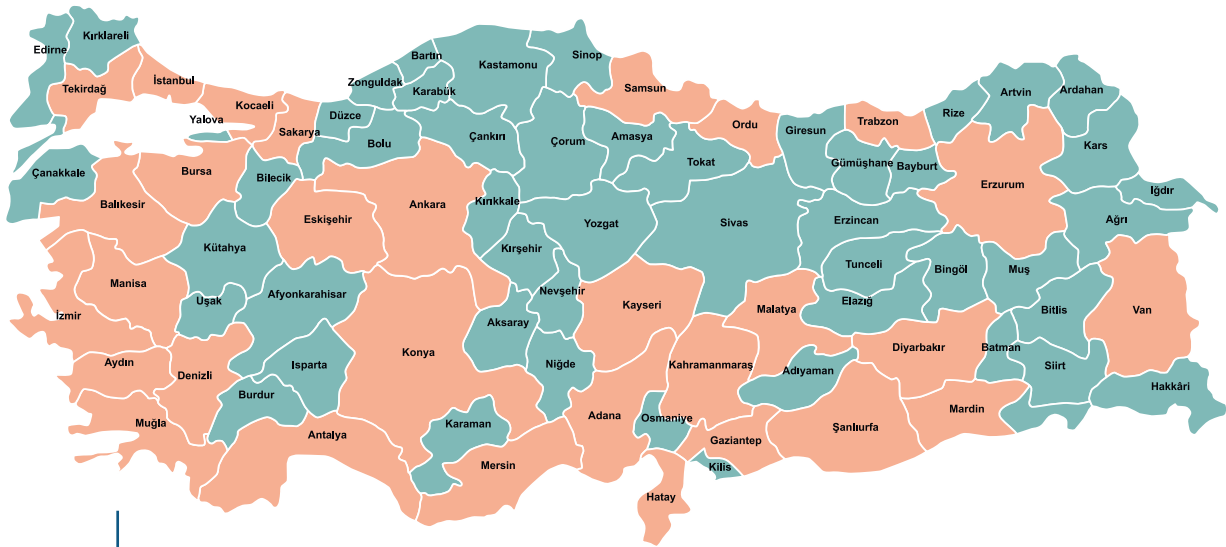 Kırklareli
Edirne
Tekirdağ
İstanbul
Kocaeli
Yalova
Sakarya
Düzce
Zonguldak
Bartın
Karabük
Kastamonu
Sinop
Samsun
Ordu
Giresun
Trabzon
Rize
Artvin
Ardahan
Kars
Iğdır
Ağrı
Erzurum
Bayburt
Gümüşhane
Tokat
Amasya
Çorum
Çankırı
Bolu
Bilecik
Bursa
Çanakkale
Balıkesir
Kütahya
Eskişehir
Ankara
Kırıkkale
Kırşehir
Yozgat
Sivas
Erzincan
Tunceli
Bingöl
Muş
Bitlis
Van
Hakkâri
Siirt
Batman
Diyarbakır
Elazığ
Malatya
Kayseri
Nevşehir
Aksaray
Niğde
Konya
Afyonkarahisar
Uşak
Manisa
İzmir
Aydın
Denizli
Isparta
Burdur
Muğla
Antalya
Karaman
Mersin
Adana
Osmaniye
Kahramanmaraş
Adıyaman
Gaziantep
Kilis
Hatay
Şanlıurfa
Mardin